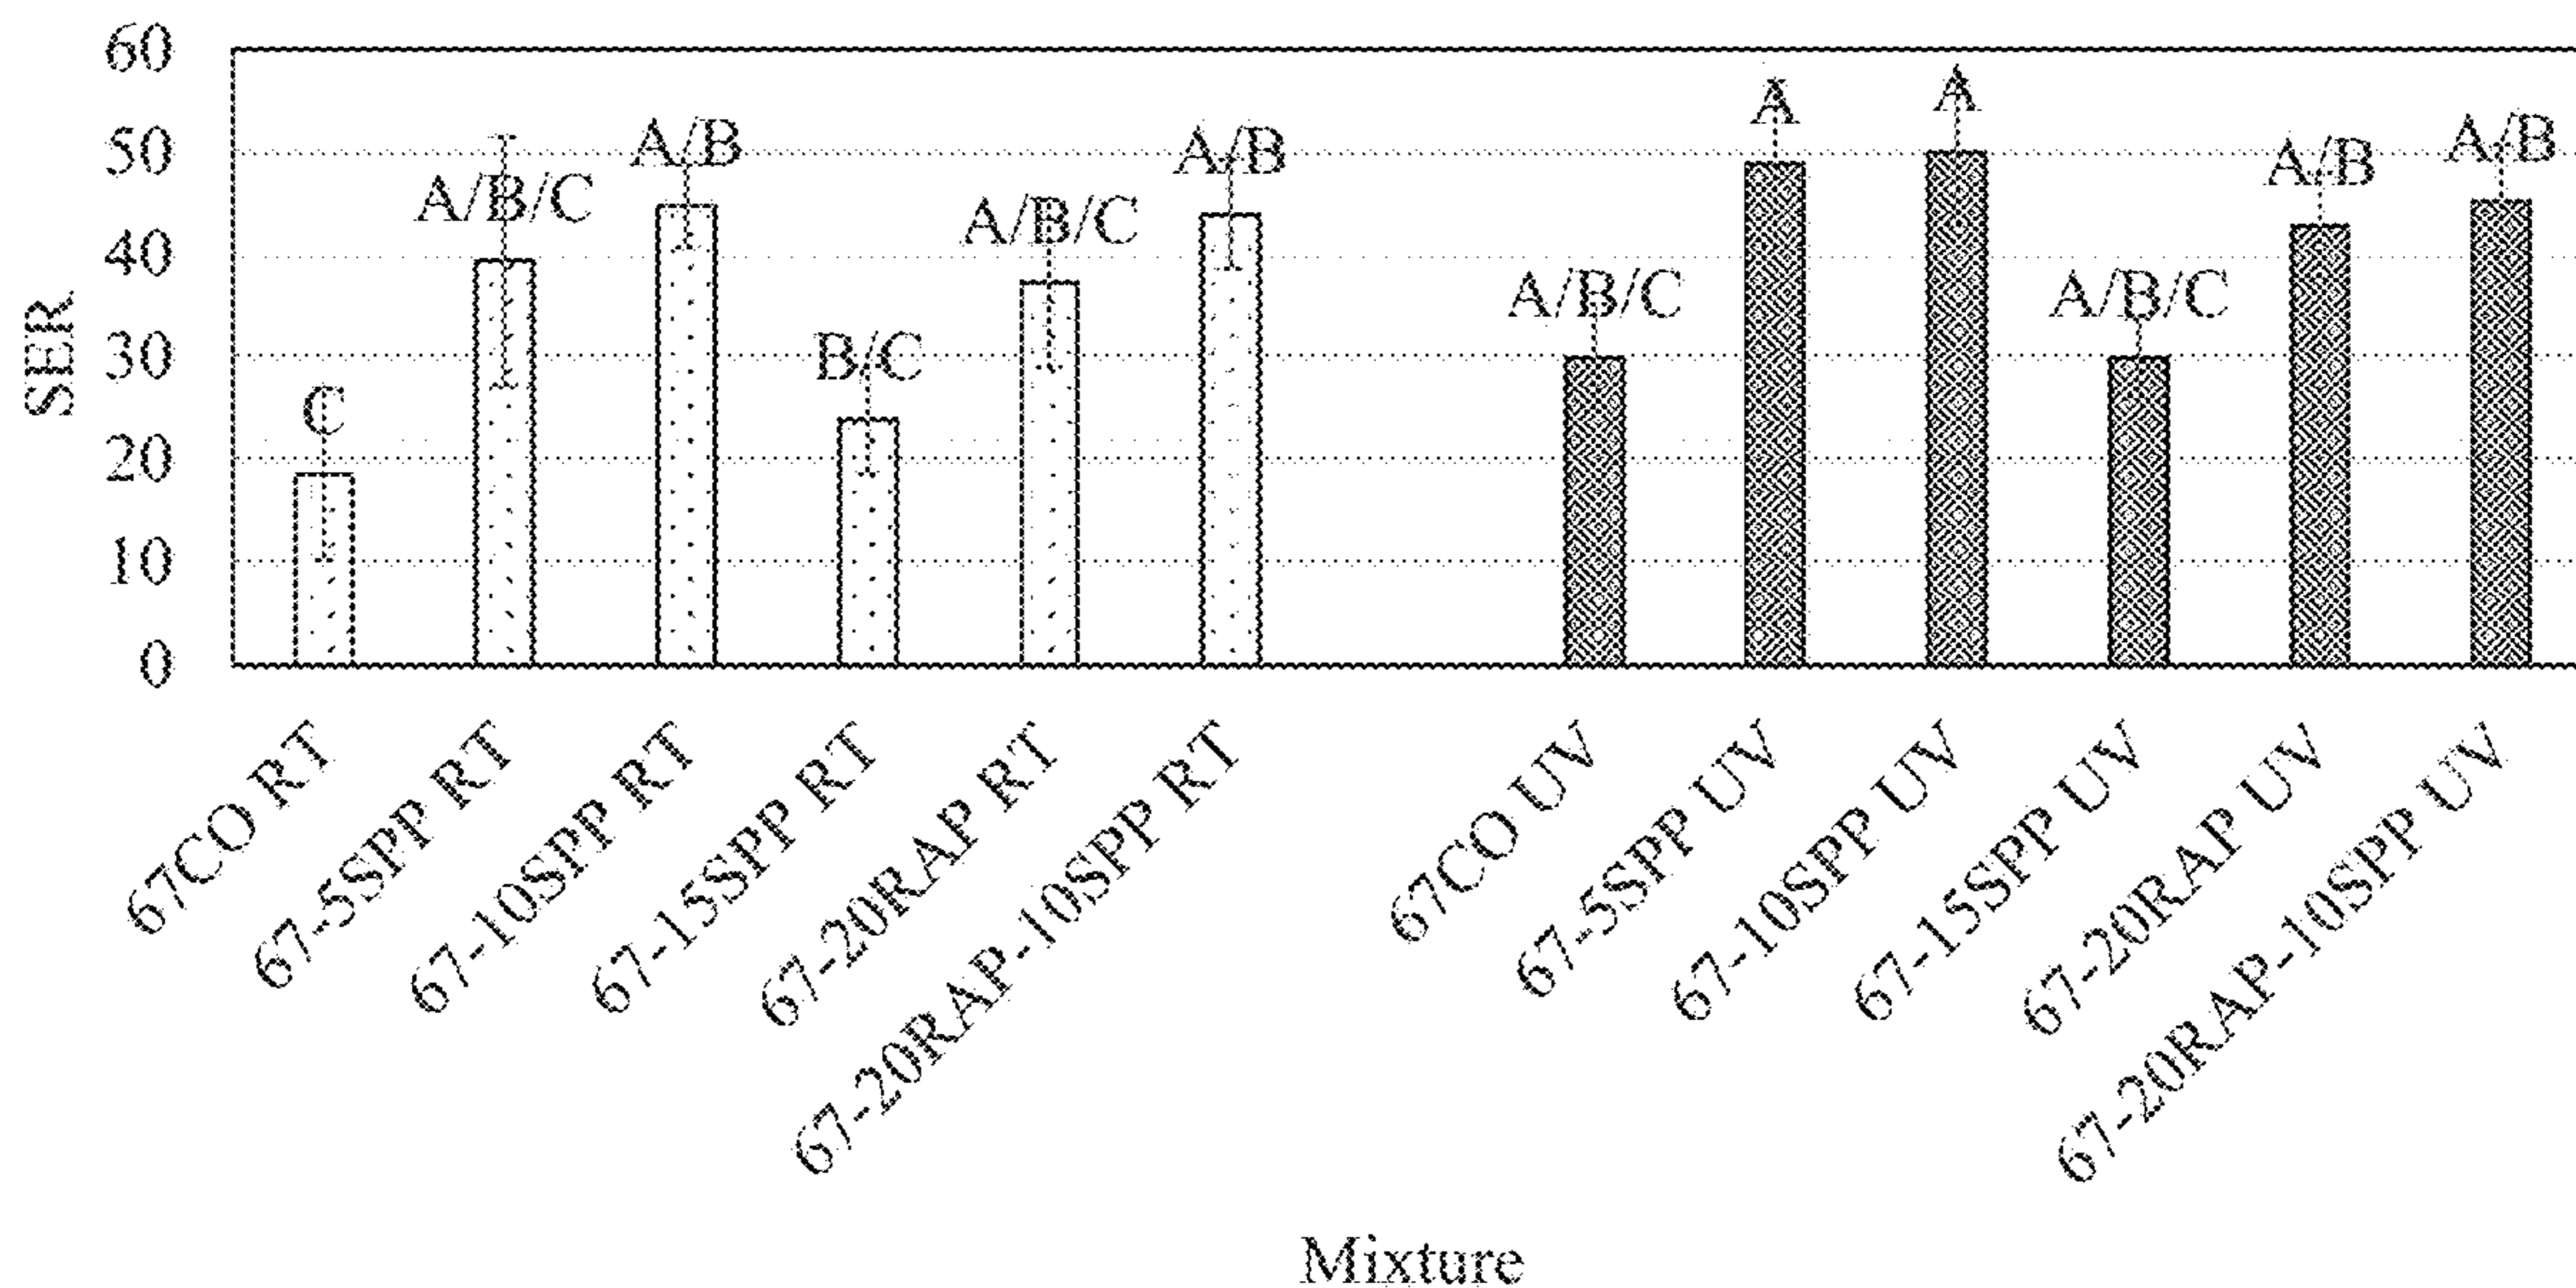 60
50
40
30
20
10
0
SER
C
A/B/C
A/B
B/C
A/B/C
A/B
A/B/C
A
A
A/B/C
A/B
A/B
67CO RT
67-5SPP RT
67-10SPP RT
67-15SPP RT
67-20RAP RT
67-20RAP-10SPP RT
67CO UV
67-5SPP UV
67-10SPP UV
67-15SPP UV
67-20RAP UV
67-20RAP-10SPP UV
Mixture